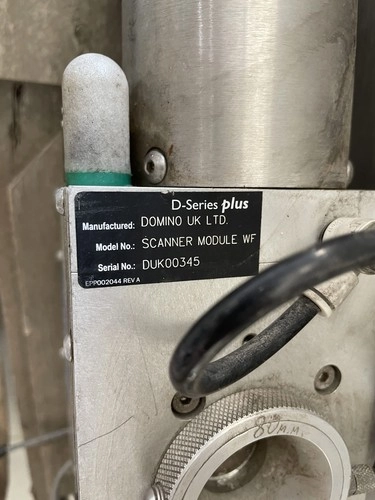 D-Series plus
Manufactured: DOMINO UK LTD.
Model No.: SCANNER MODULE WF
Serial No.: DUK00345
EPP002044 REV A